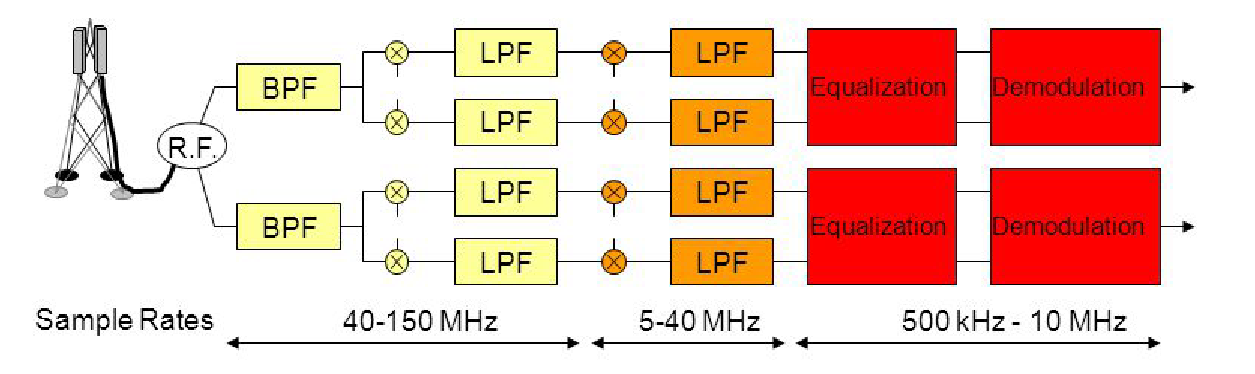 LPF
LPF
BPF
Equalization
Demodulation
LPF
LPF
R.F.
LPF
LPF
BPF
Equalization
Demodulation
LPF
LPF
Sample Rates
40-150 MHz
5-40 MHz
500 kHz - 10 MHz